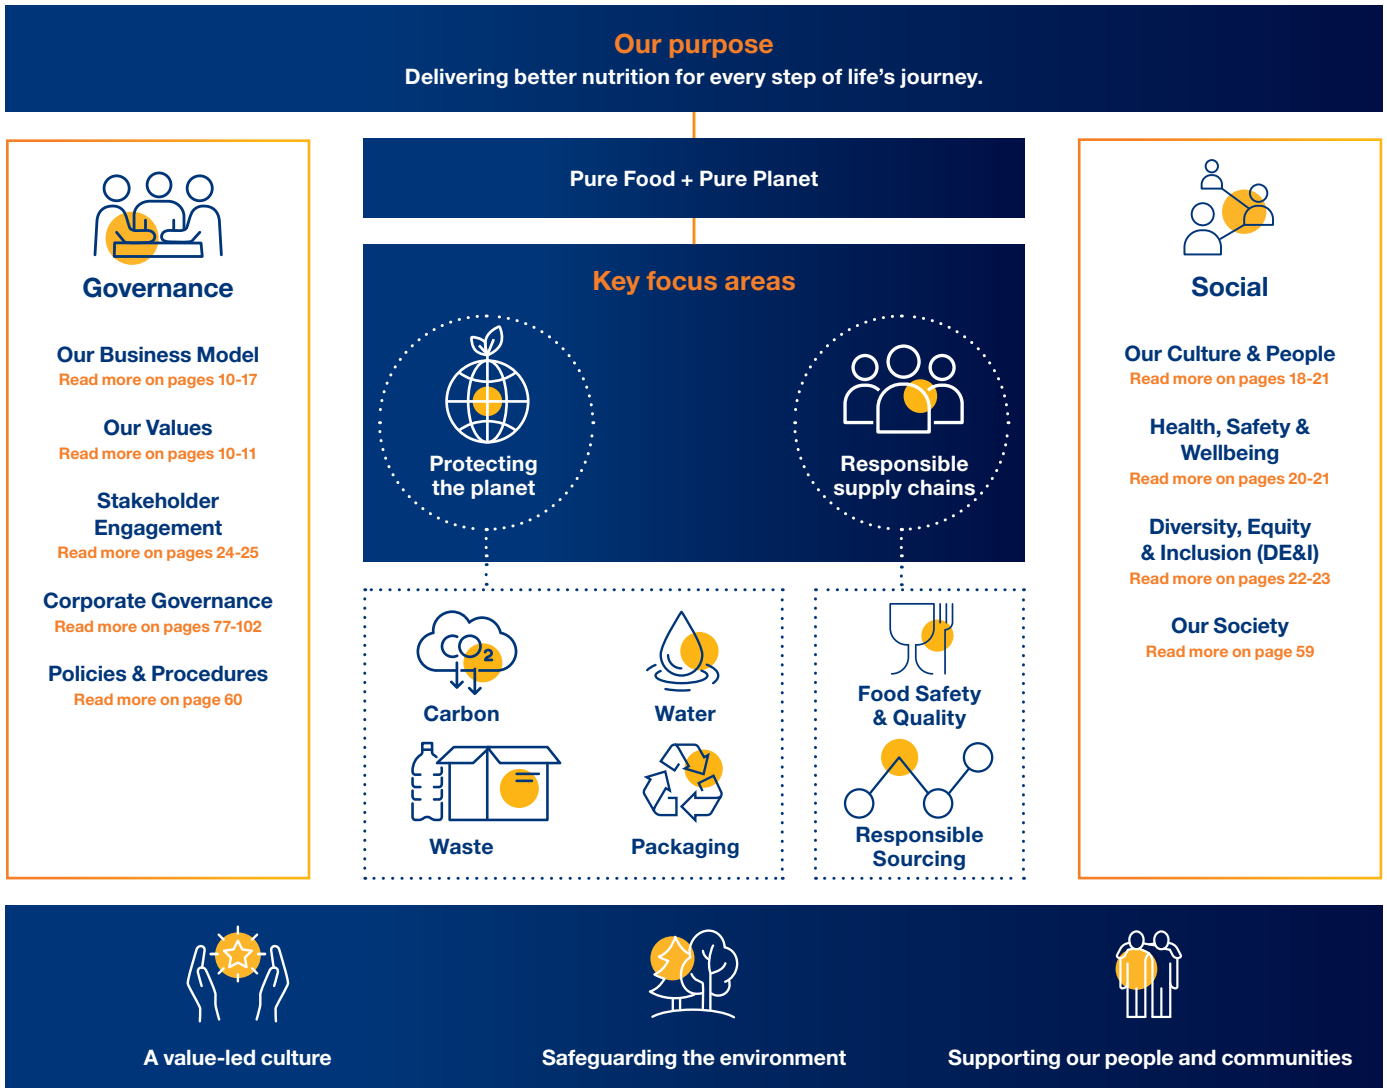 Our purpose
Delivering better nutrition for every step of life’s journey.
Pure Food + Pure Planet
Governance
Our Business Model
Read more on pages 10-17
Our Values
Read more on pages 10-11
Stakeholder
Engagement
Read more on pages 24-25
Corporate Governance
Read more on pages 77-102
Policies & Procedures
Read more on page 60
Key focus areas
Protecting
the planet
Responsible
supply chains
CO2
Carbon
Water
Waste
Packaging
Food Safety
& Quality
Responsible
Sourcing
Social
Our Culture & People
Read more on pages 18-21
Health, Safety &
Wellbeing
Read more on pages 20-21
Diversity, Equity
& Inclusion (DE&I)
Read more on pages 22-23
Our Society
Read more on page 59
A value-led culture
Safeguarding the environment
Supporting our people and communities